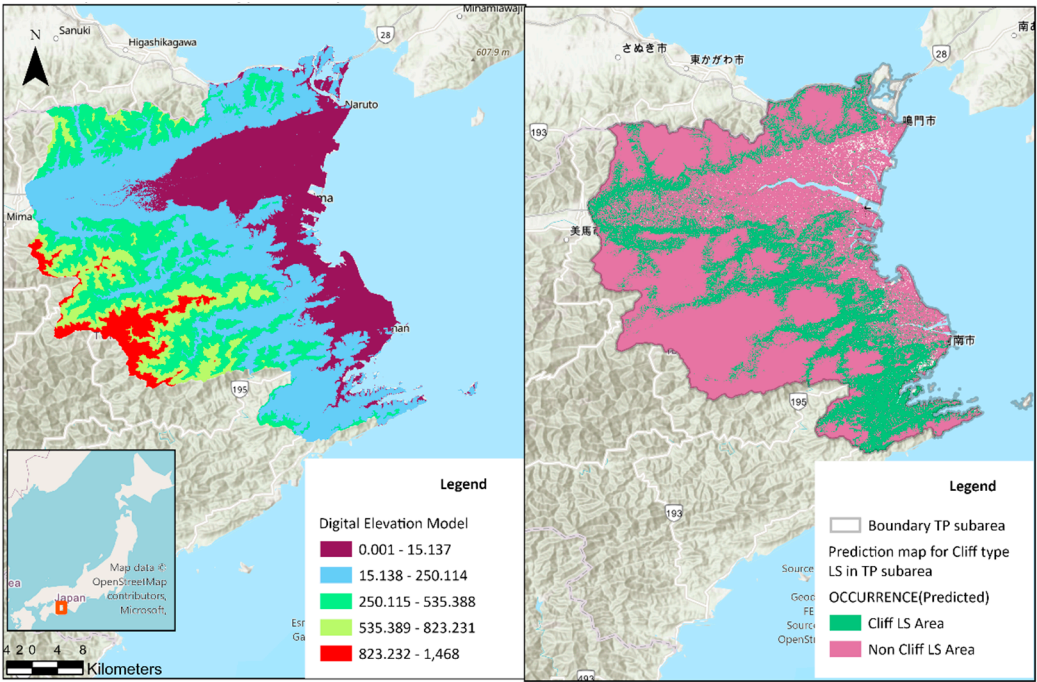 Minamiawaji
Sanuki
28
N
Higashikagawa
607.9 m
Naruto
Mima
195
Legend
Digital Elevation Model
0.001 - 15.137
15.138 - 250.114
250.115 - 535.388
535.389 - 823.231
823.232 - 1,468
Map data ©
OpenStreetMap
contributors,
Microsoft,
Japan
4 2 0 4 8
Kilometers
さぬき市
東かがわ市
28
193
鳴門市
美馬市
南市
195
193
Legend
Boundary TP subarea
Prediction map for Cliff type
LS in TP subarea
OCCURRENCE(Predicted)
Cliff LS Area
Non Cliff LS Area
493